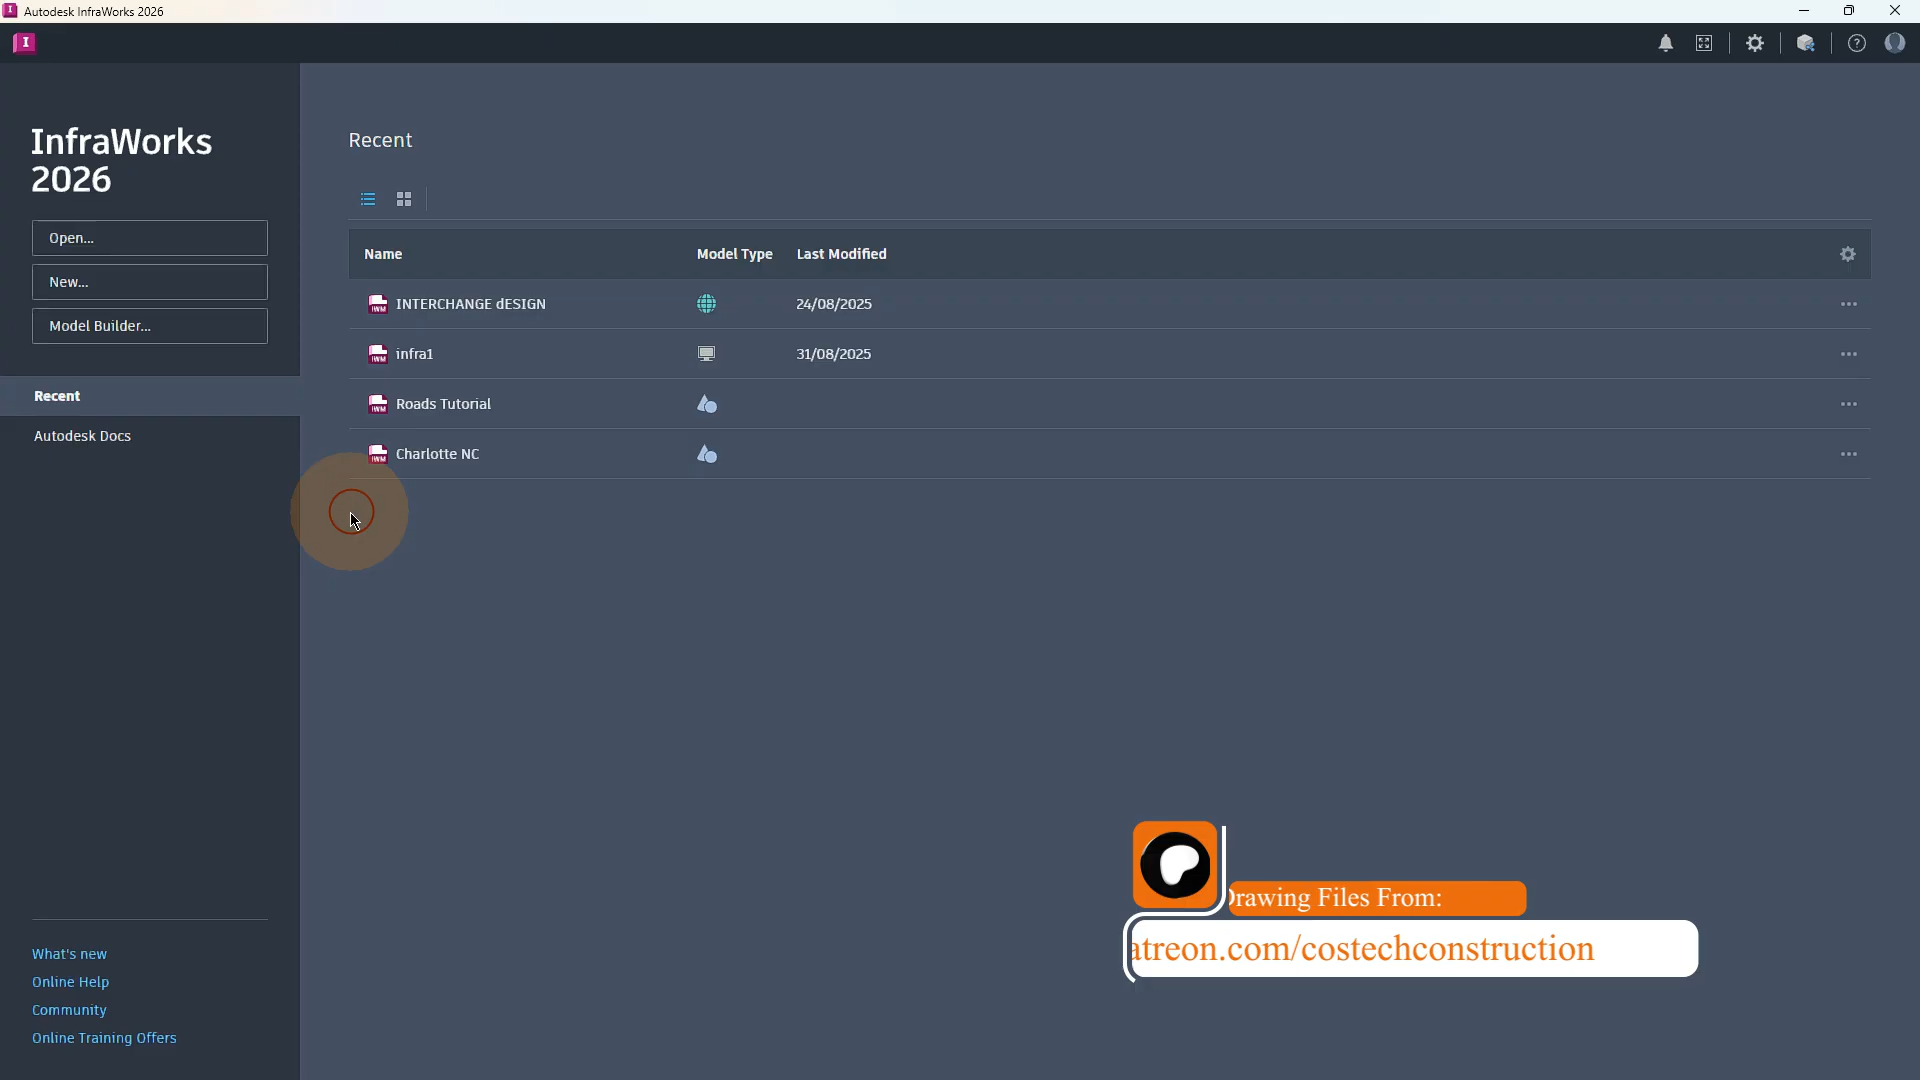 Autodesk InfraWorks 2026
InfraWorks
2026
Open...
New...
Model Builder...
Recent
Autodesk Docs
What's new
Online Help
Community
Online Training Offers
Recent
Name Model Type Last Modified
INTERCHANGE dESIGN 24/08/2025
infra1 31/08/2025
Roads Tutorial
Charlotte NC
Drawing Files From:
atreon.com/costechconstruction